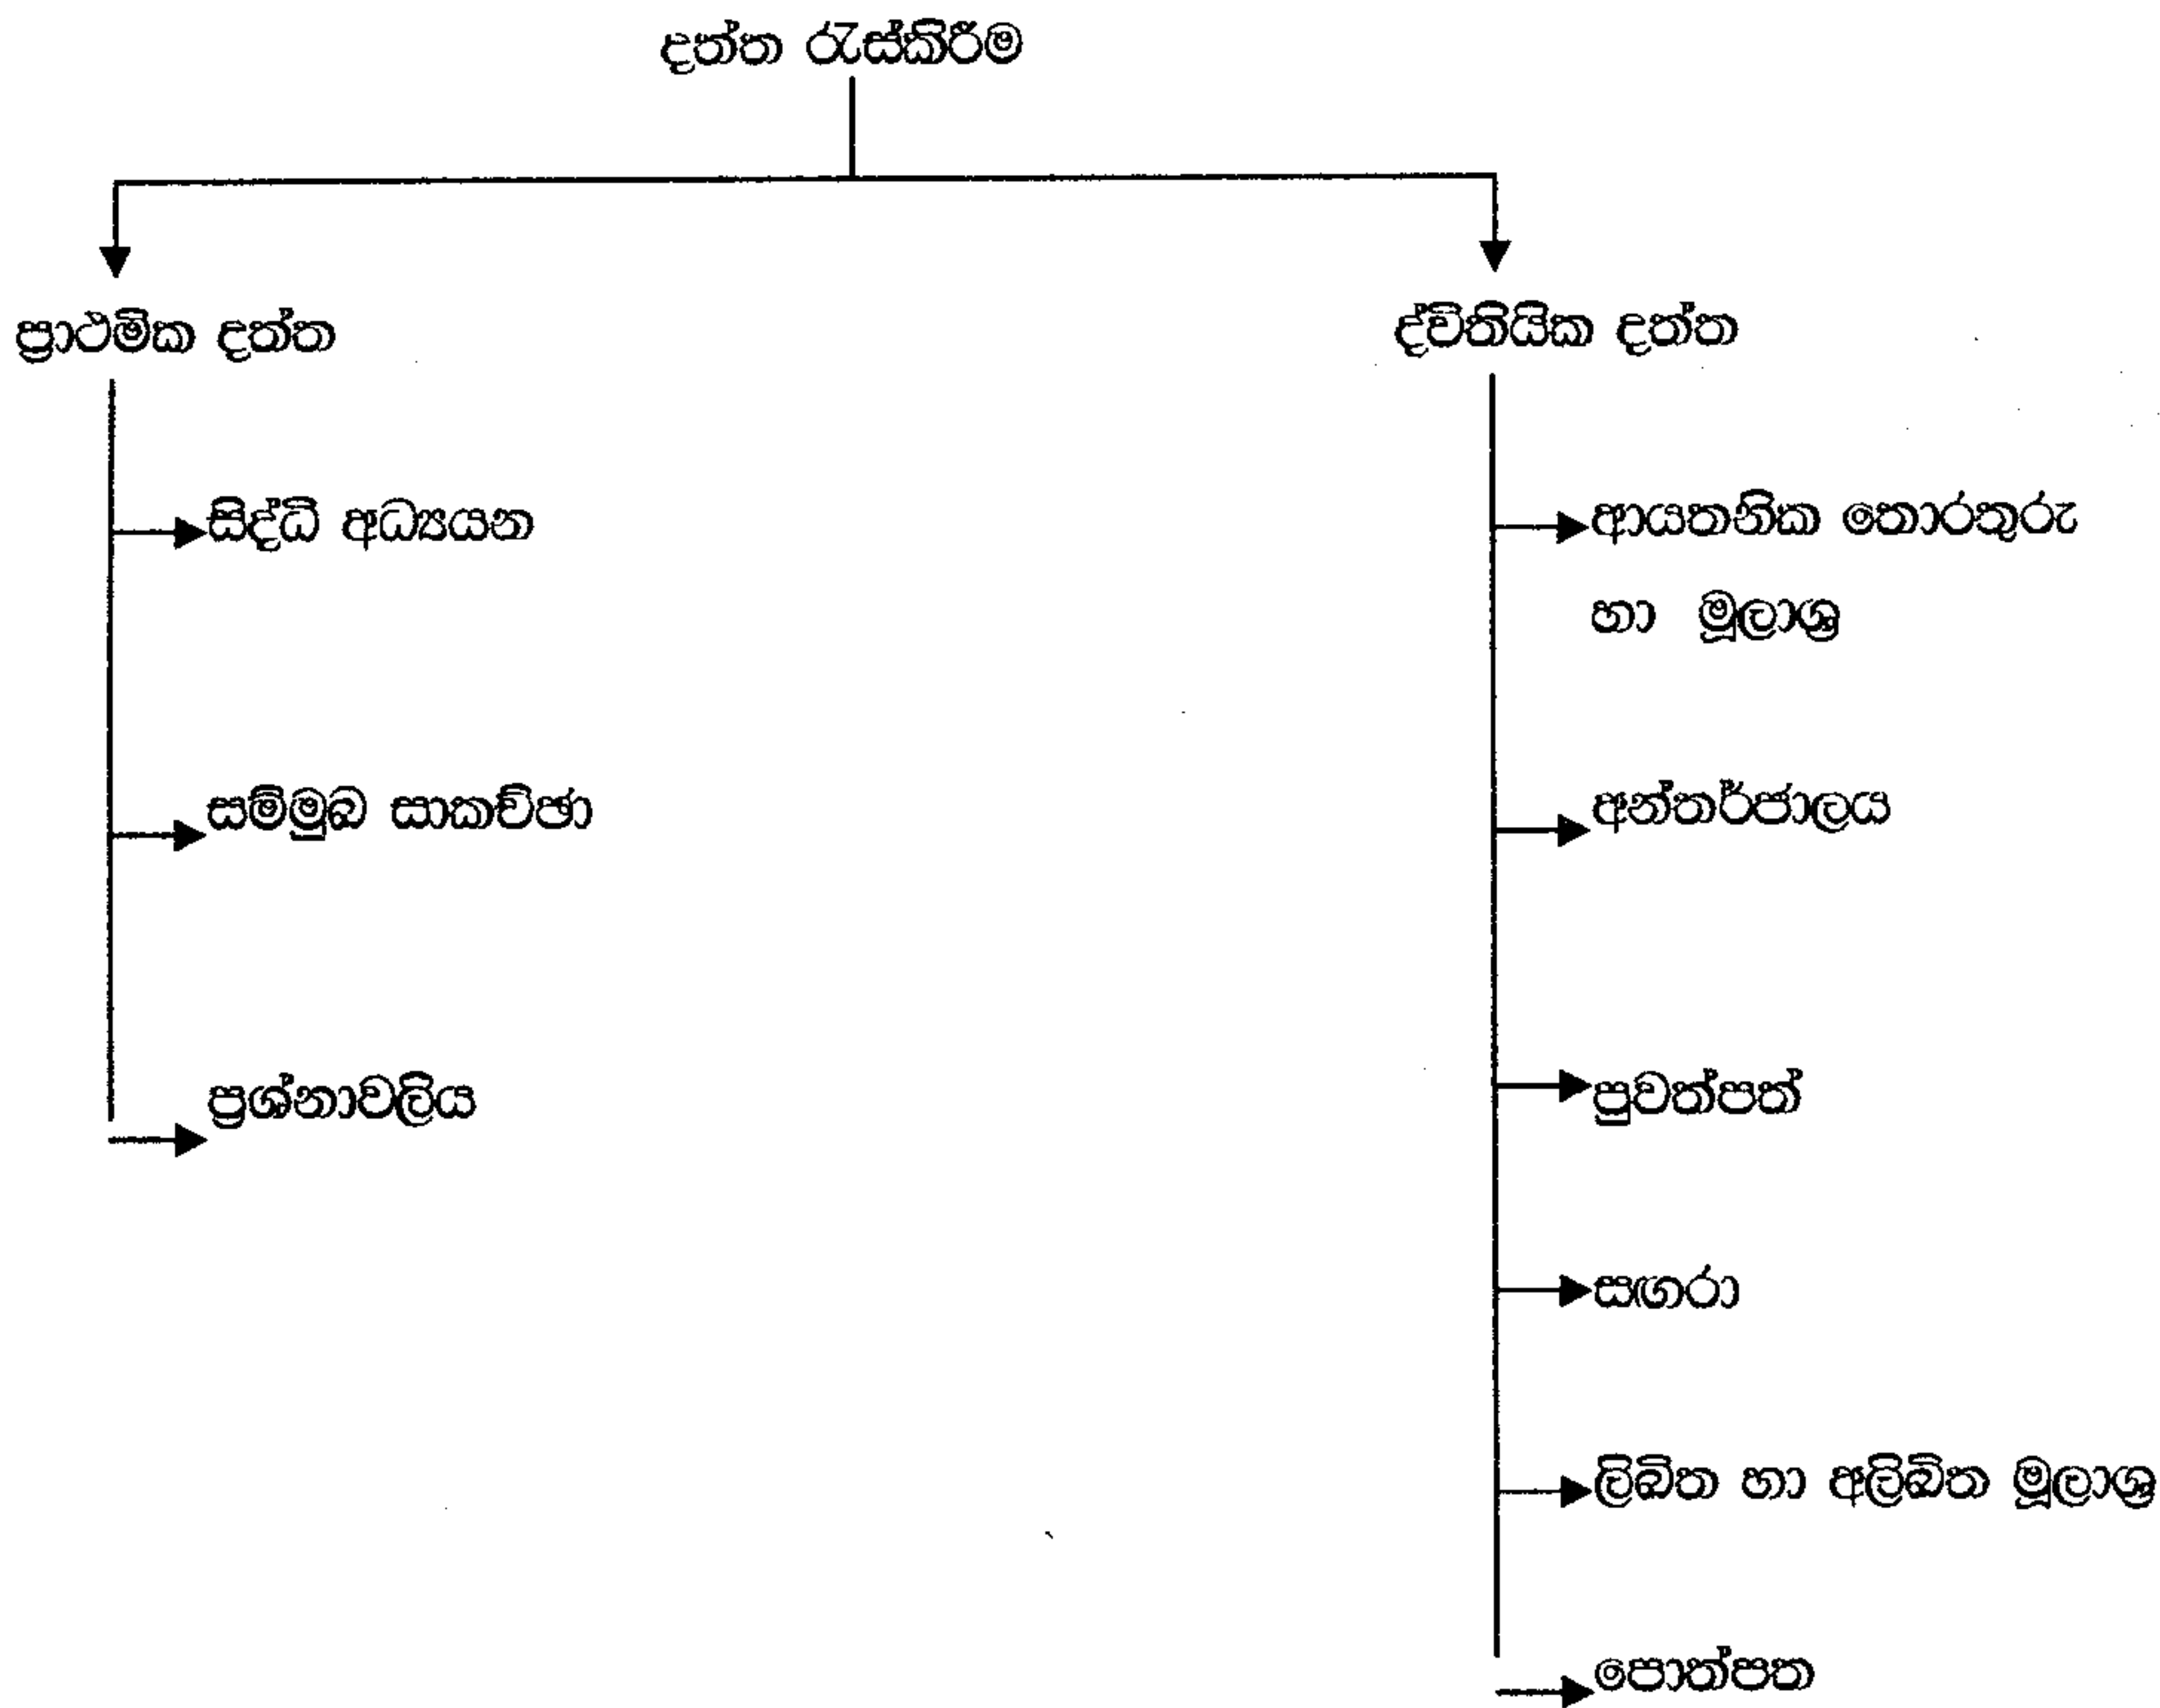 දත්ත රැස්කිරීම
ප්‍රාථමික දත්ත
ද්විතියික දත්ත
සිද්ධි අධ්‍යයන
සම්මුඛ සාකච්ඡා
ප්‍රශ්නාවලිය
ආයතනික තොරතුරු
හා මූලාශ්‍ර
අන්තර්ජාලය
පුවත්පත්
සඟරා
ලිඛිත හා අලිඛිත මූලාශ්‍ර
පොත්පත